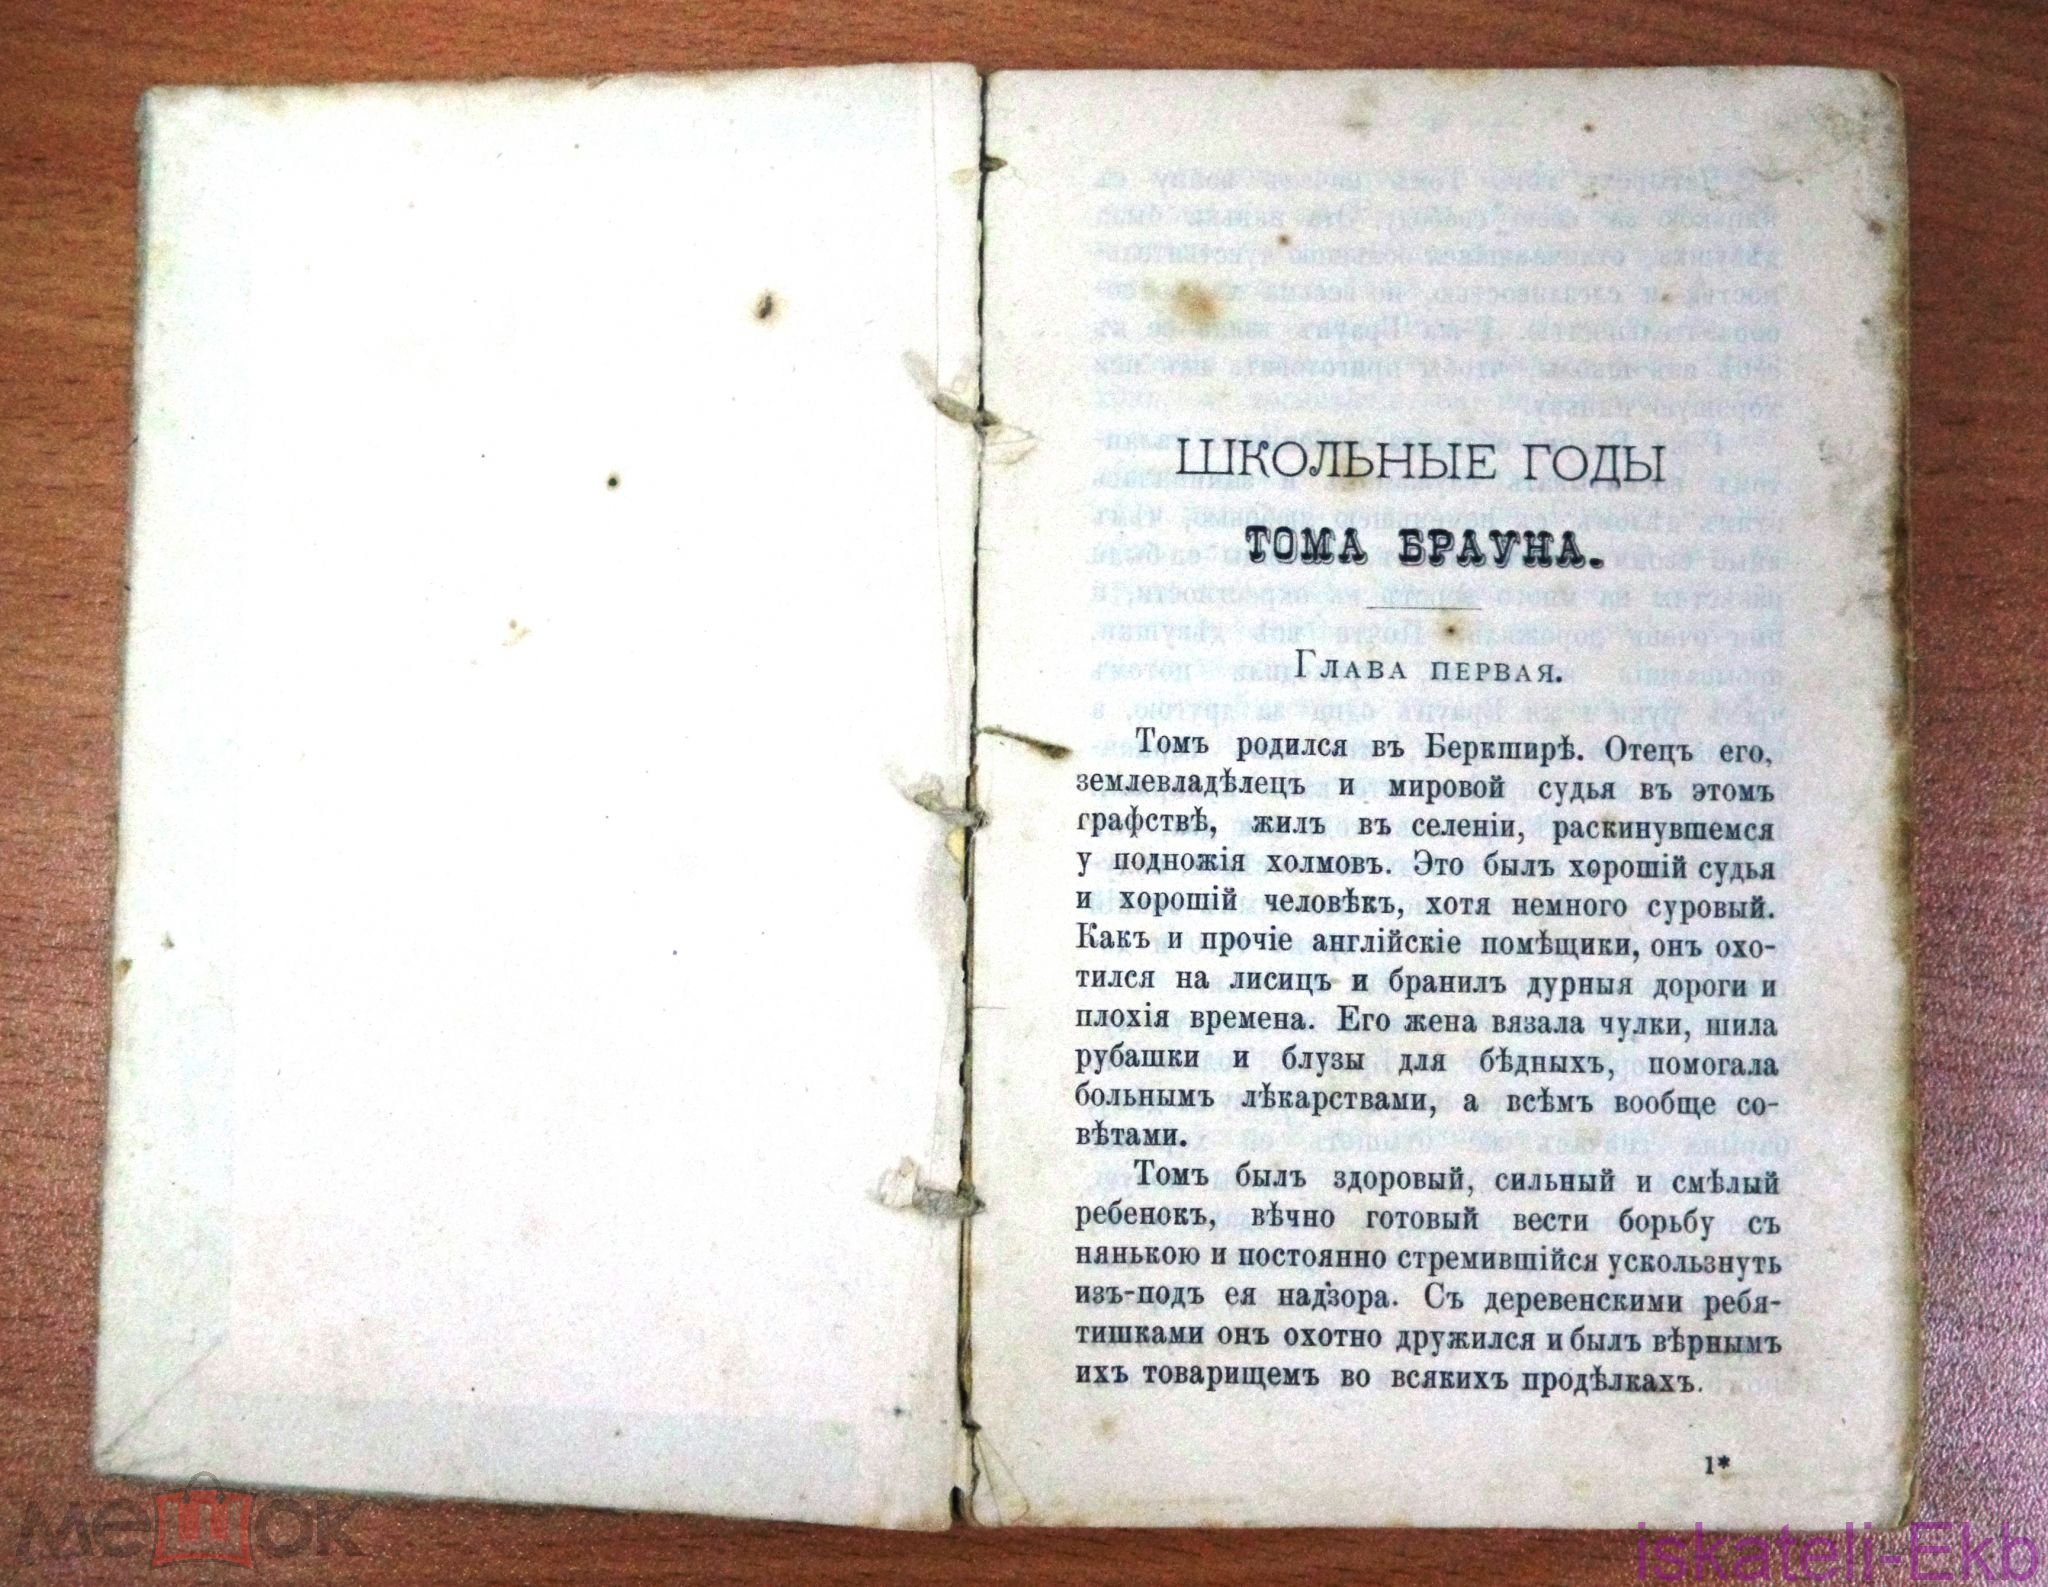 ШКОЛЬНЫЕ ГОДЫ
ТОМА БРАУНА.
ГЛАВА ПЕРВАЯ.
Томъ родился въ Беркширѣ. Отецъ его,
землевладѣлецъ и мировой судья въ этомъ
графствѣ, жилъ въ селеніи, раскинувшемся
у подножія холмовъ. Это былъ хорошій судья
и хорошій человѣкъ, хотя немного суровый.
Какъ и прочіе англійскіе помѣщики, онъ охо-
тился на лисицъ и бранилъ дурныя дороги и
плохія времена. Его жена вязала чулки, шила
рубашки и блузы для бѣдныхъ, помогала
больнымъ лѣкарствами, а всѣмъ вообще со-
вѣтами.
Томъ былъ здоровый, сильный и смѣлый
ребенокъ, вѣчно готовый вести борьбу съ
нянькою и постоянно стремившійся ускользнуть
изъ-подъ ея надзора. Съ деревенскими ребя-
тишками онъ охотно дружился и былъ вѣрнымъ
ихъ товарищемъ во всякихъ продѣлкахъ.
1*
мешок
iskateli-Ekb